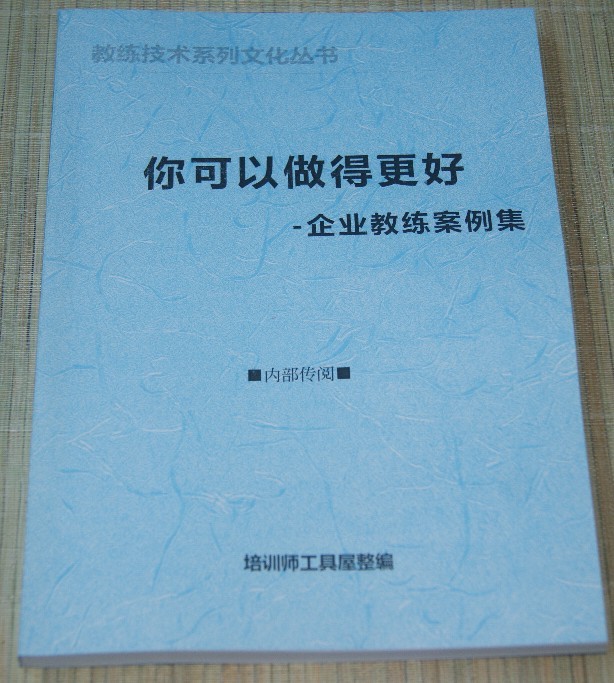 教练技术系列文化丛书
你可以做得更好
-企业教练案例集
■内部传阅■
培训师工具屋整编